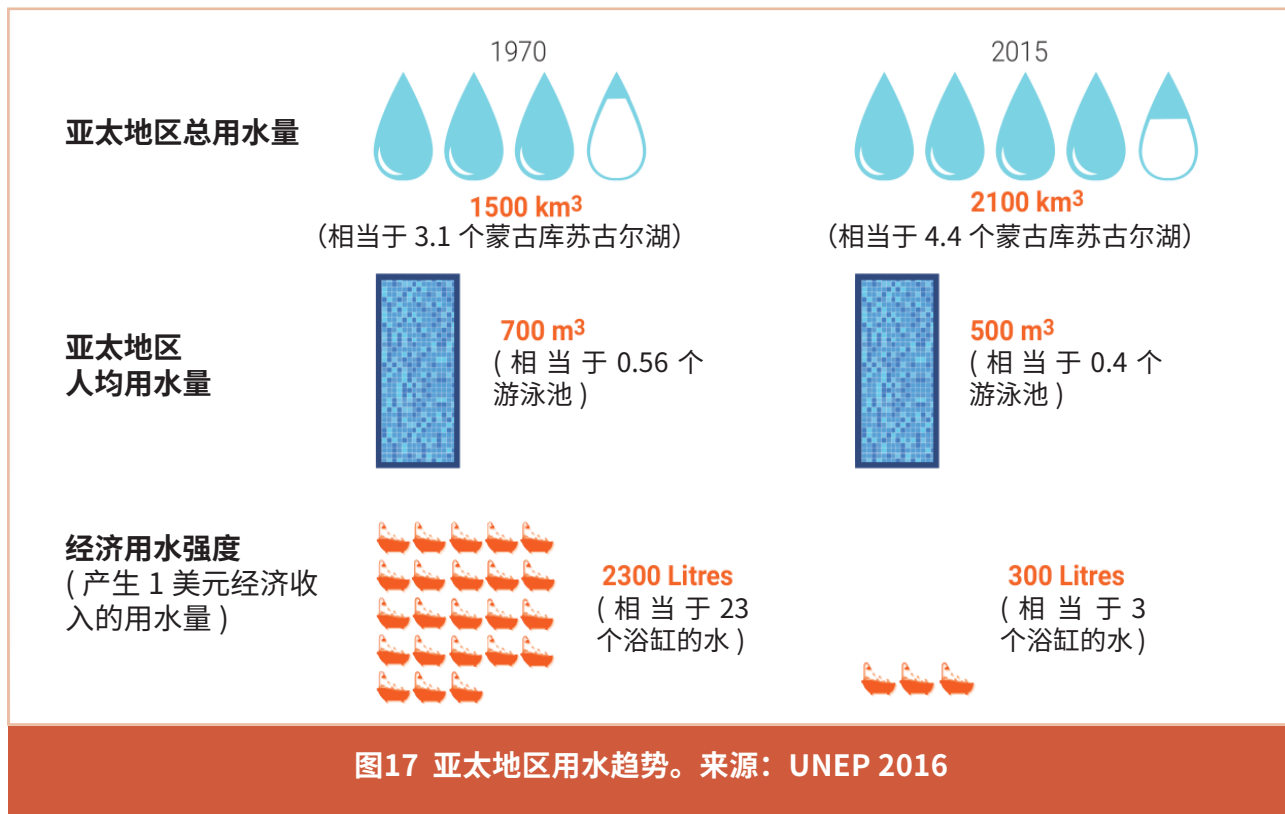 1970
2015
亚太地区总用水量
1500 km³
（相当于 3.1 个蒙古库苏古尔湖）
2100 km³
（相当于 4.4 个蒙古库苏古尔湖）
亚太地区
人均用水量
700 m³
( 相 当 于 0.56 个
游泳池 )
500 m³
( 相 当 于 0.4 个
游泳池 )
经济用水强度
( 产生 1 美元经济收
入的用水量 )
2300 Litres
( 相 当 于 23
个浴缸的水 )
300 Litres
( 相 当 于 3
个浴缸的水 )
图17 亚太地区用水趋势。来源：UNEP 2016